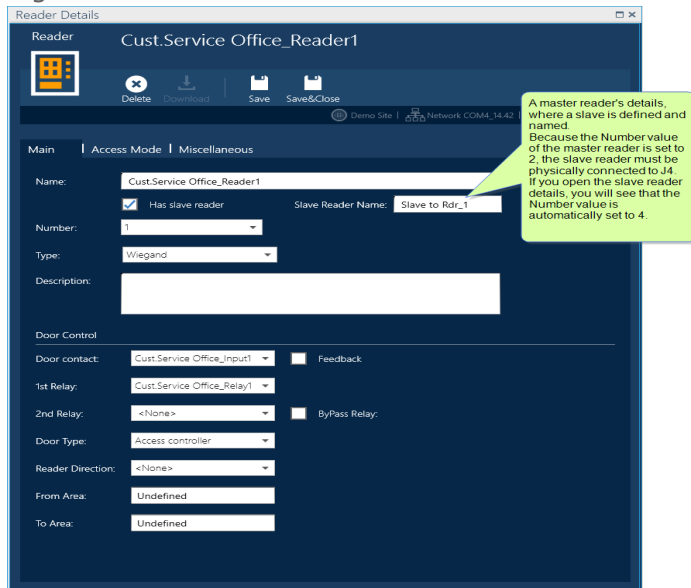 Reader Details
Reader
Cust.Service Office_Reader1
Delete Download Save Save&Close
Demo Site | Network COM4_14.42 |
A master reader's details,
where a slave is defined and
named.
Because the Number value
of the master reader is set to
2, the slave reader must be
physically connected to J4.
If you open the slave reader
details, you will see that the
Number value is
automatically set to 4.
Main | Access Mode | Miscellaneous
Name: Cust.Service Office_Reader1
Has slave reader Slave Reader Name: Slave to Rdr_1
Number: 1
Type: Wiegand
Description:
Door Control
Door contact: Cust.Service Office_Input1 Feedback
1st Relay: Cust.Service Office_Relay1
2nd Relay: <None> ByPass Relay:
Door Type: Access controller
Reader Direction: <None>
From Area: Undefined
To Area: Undefined